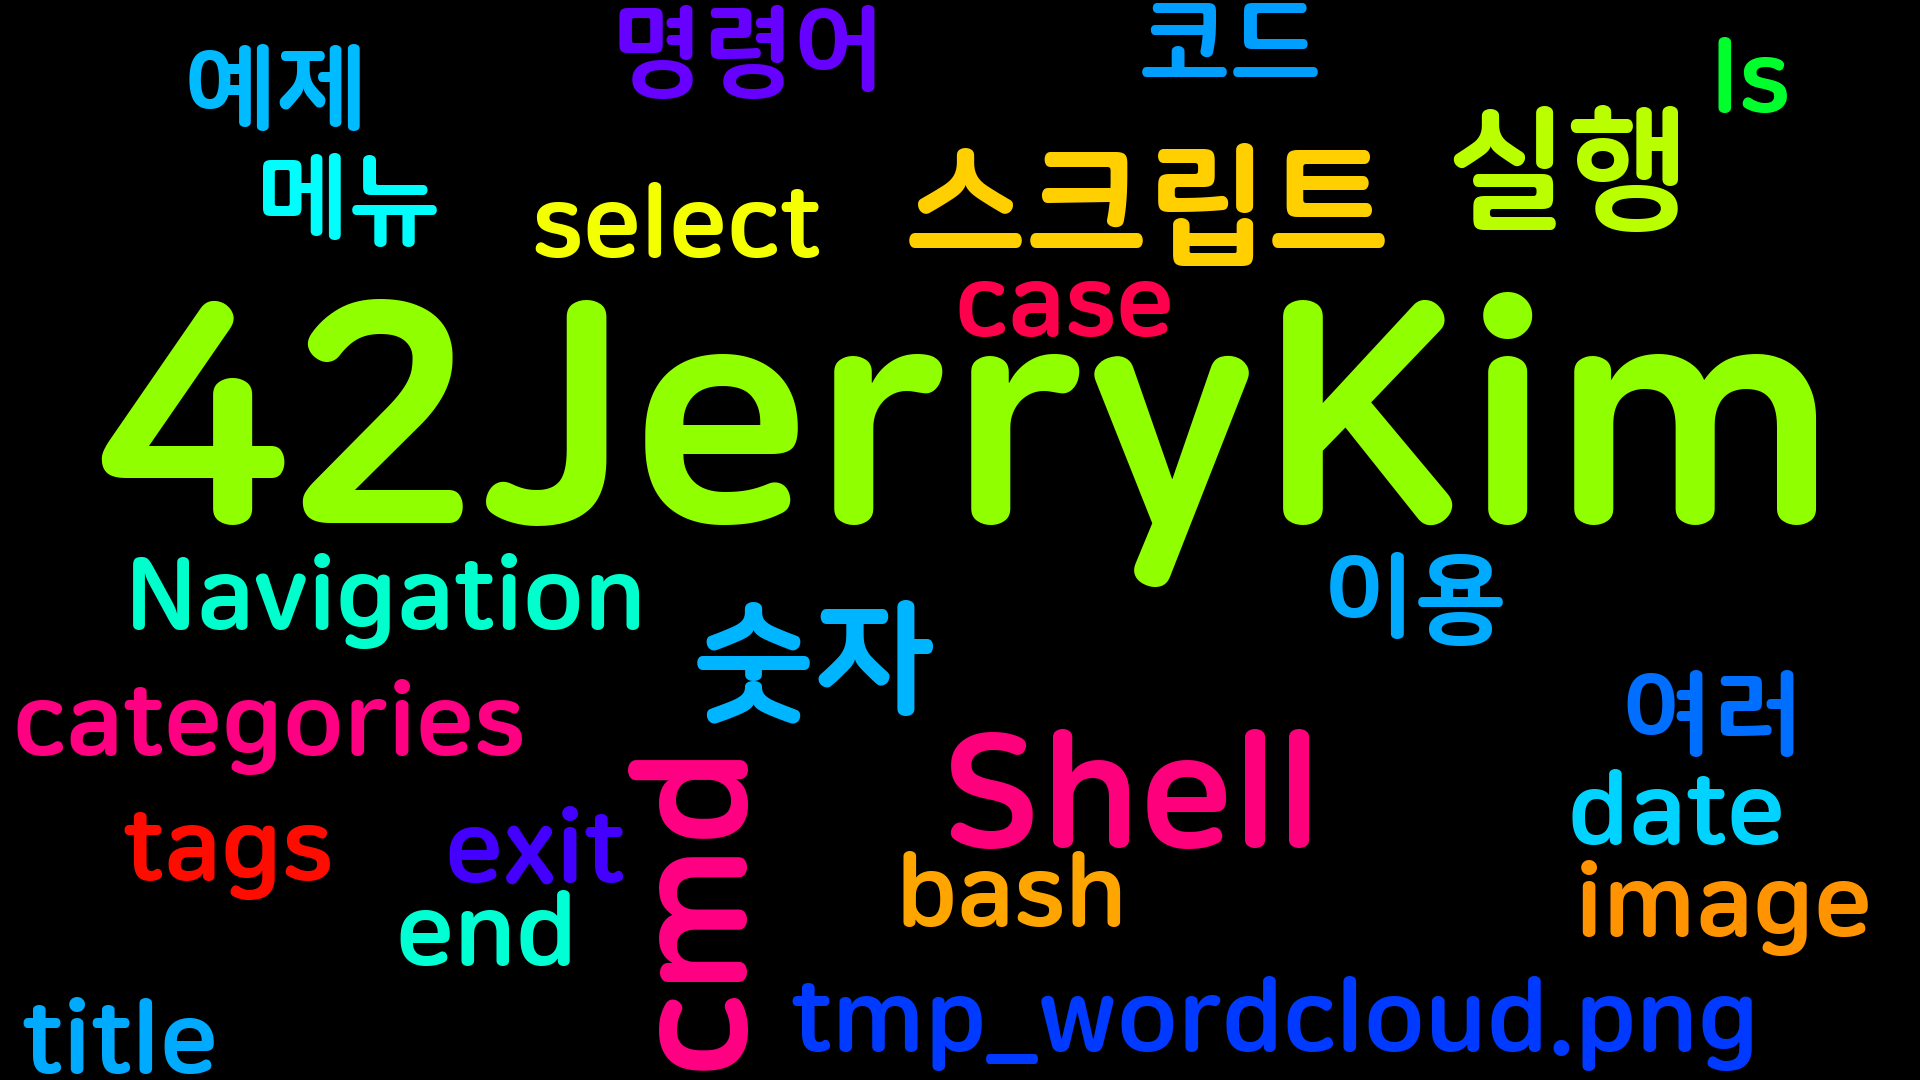 명령어
코드
예제
ls
메뉴
select
스크립트
실행
case
42JerryKim
Navigation
이용
숫자
categories
여러
Shell
cmd
date
tags
exit
bash
image
end
title
tmp_wordcloud.png